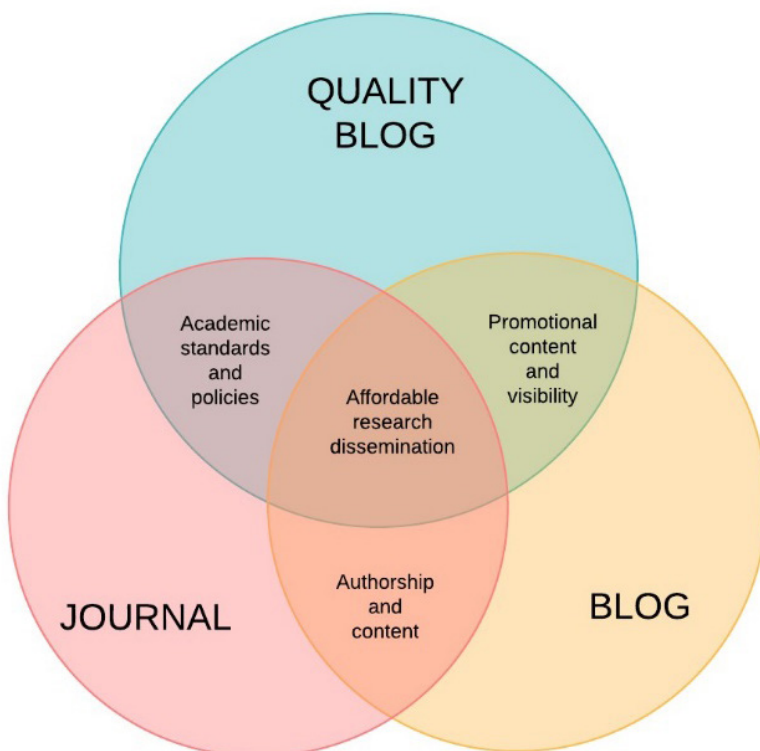 QUALITY
BLOG
Academic
standards
and
policies
Promotional
content
and
visibility
Affordable
research
dissemination
Authorship
and
content
JOURNAL
BLOG